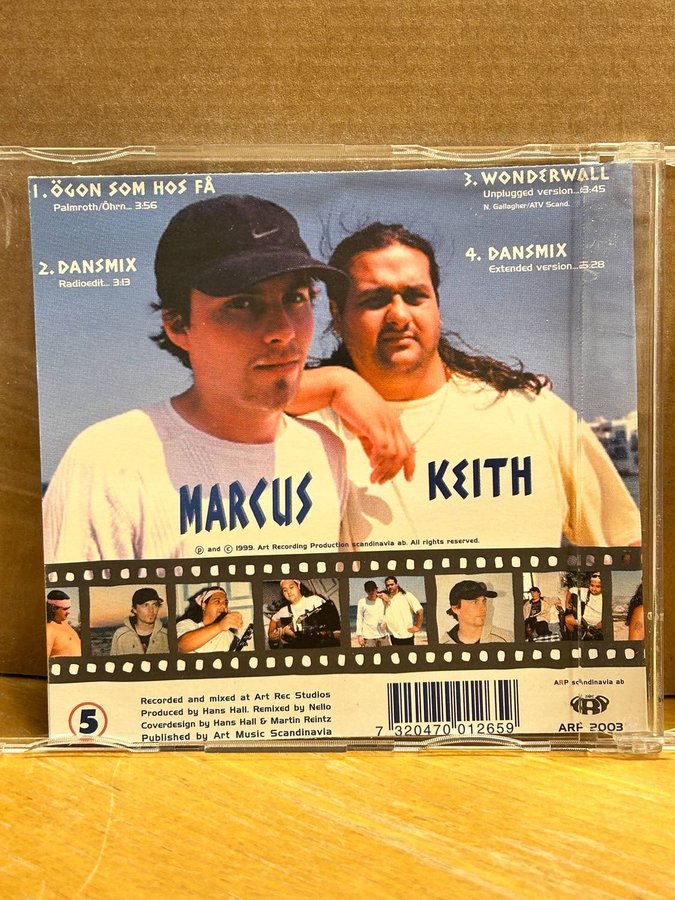 1. ÖGON SOM HOS FÅ
Palmroth/Öhrn... 3:56
2. DANSMIX
Radioedit... 3:13
3. WONDERWALL
Unplugged version...3:45
N. Gallagher/ATV Scand.
4. DANSMIX
Extended version...5:28
MARCUS
KEITH
℗ and © 1999. Art Recording Production scandinavia ab. All rights reserved.
5
Recorded and mixed at Art Rec Studios
Produced by Hans Hall. Remixed by Nello
Coverdesign by Hans Hall & Martin Reintz
Published by Art Music Scandinavia
7 320470 012659
ARP scandinavia ab
ARP 2003